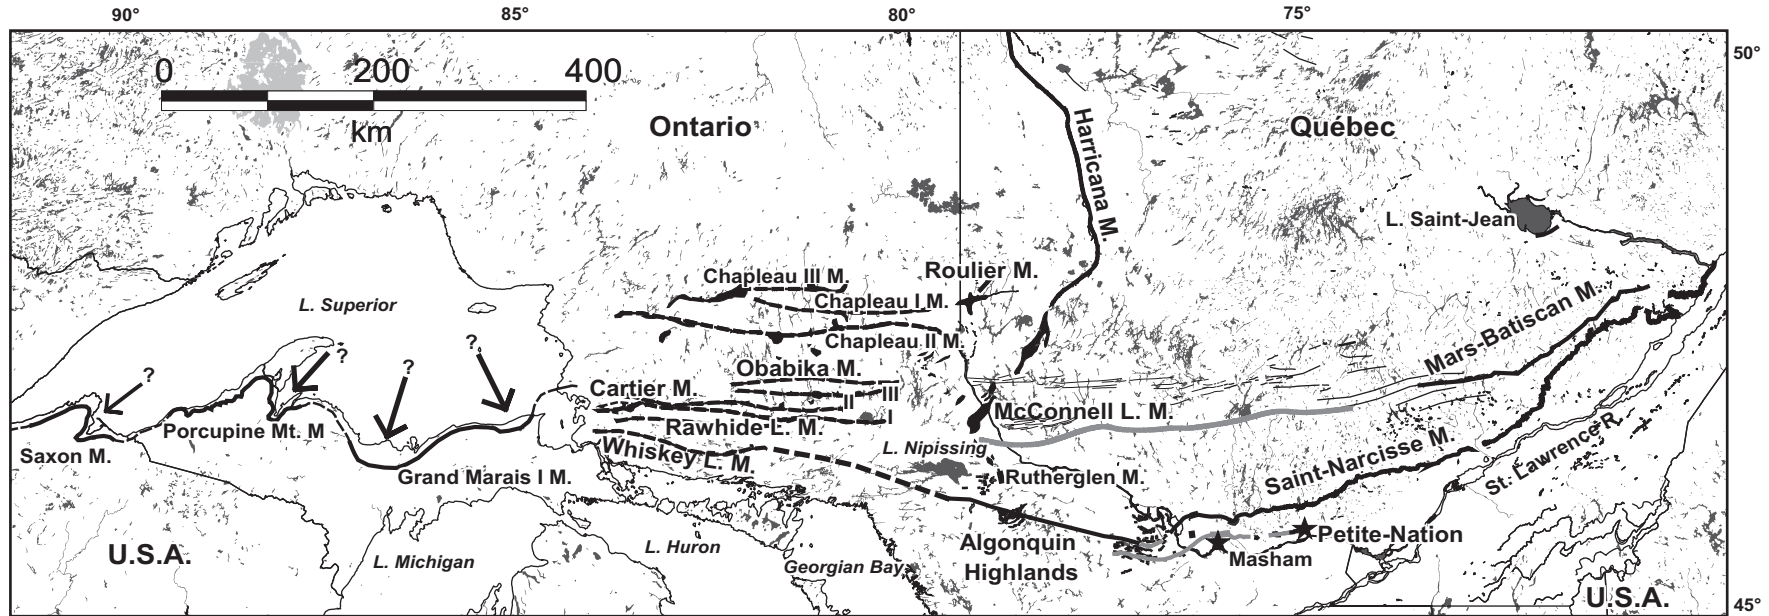 90° 85° 80° 75°
50°
0 200 400
km
Ontario
Québec
Harricana M.
L. Saint-Jean
Chapleau III M.
Roulier M.
Chapleau I M.
L. Superior
Chapleau II M.
Mars-Batiscan M.
?
?
?
?
Obabika M.
Cartier M.
III
II
I
McConnell L. M.
Rawhide L. M.
Porcupine Mt. M
Saxon M.
Whiskey L. M.
L. Nipissing
Saint-Narcisse M.
St. Lawrence R.
Grand Marais I M.
Rutherglen M.
Petite-Nation
Algonquin
Highlands
Masham
U.S.A.
L. Michigan
L. Huron
Georgian Bay
U.S.A.
45°